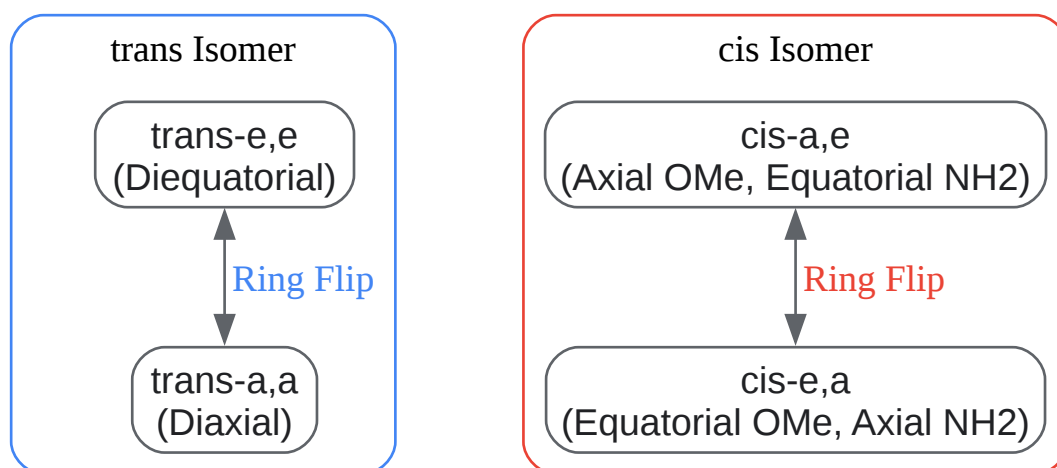 trans Isomer
trans-e,e
(Diequatorial)
Ring Flip
trans-a,a
(Diaxial)
cis Isomer
cis-a,e
(Axial OMe, Equatorial NH2)
Ring Flip
cis-e,a
(Equatorial OMe, Axial NH2)